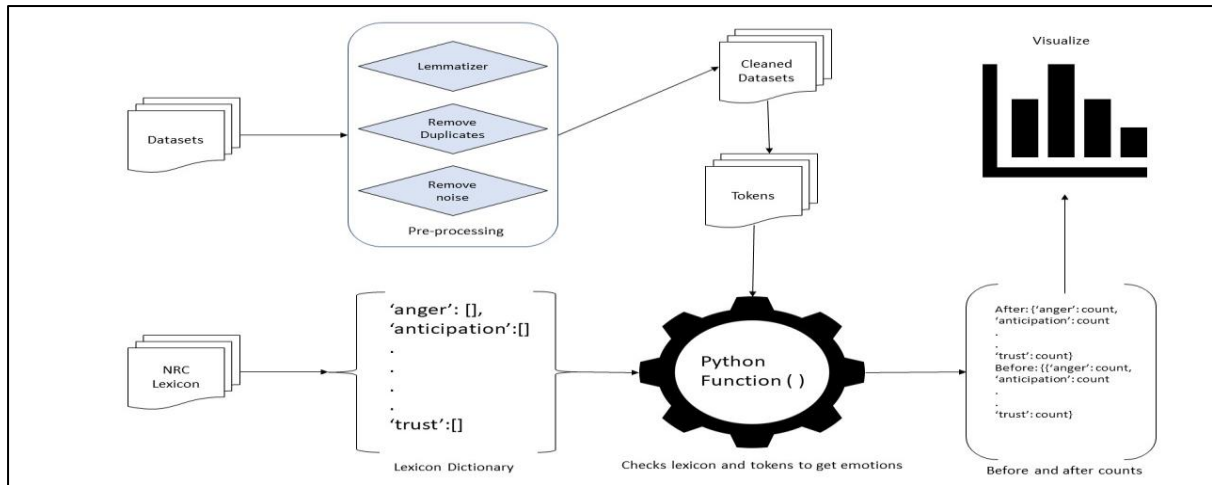 Visualize
Lemmatizer
Cleaned
Datasets
Remove
Duplicates
Datasets
Remove
noise
Tokens
Pre-processing
‘anger’: [],
‘anticipation’:[]
.
.
.
.
‘trust’:[]
NRC
Lexicon
Python
Function ( )
After: {‘anger’: count,
‘anticipation’: count
.
.
‘trust’: count}
Before: {{‘anger’: count,
‘anticipation’: count
.
.
‘trust’: count}
Lexicon Dictionary
Checks lexicon and tokens to get emotions
Before and after counts